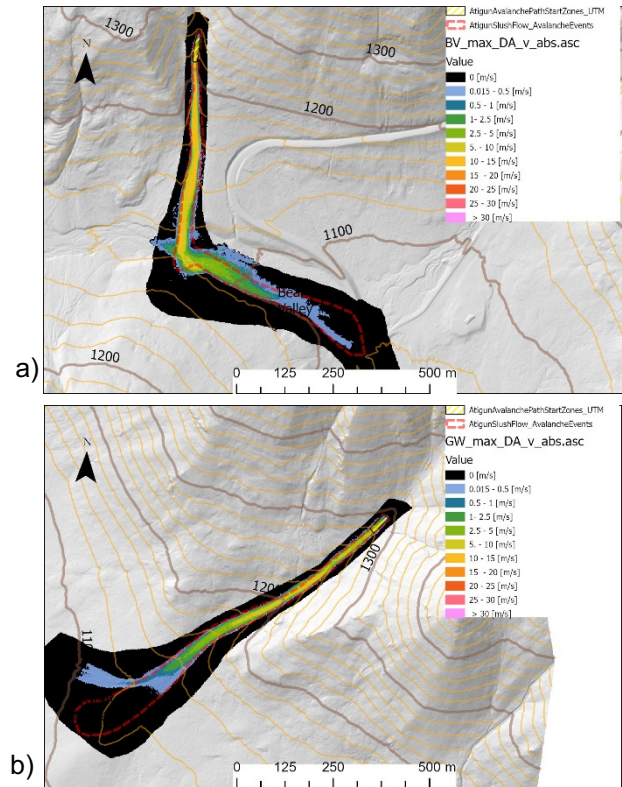 1300
N
1300
1200
1100
1200
Bear
Valley
AtigunAvalanchePathStartZones_UTM
AtigunSlushFlow_AvalancheEvents
BV_max_DA_v_abs.asc
Value
0 [m/s]
0.015 - 0.5 [m/s]
0.5 - 1 [m/s]
1- 2.5 [m/s]
2.5 - 5 [m/s]
5. - 10 [m/s]
10 - 15 [m/s]
15 - 20 [m/s]
20 - 25 [m/s]
25 - 30 [m/s]
> 30 [m/s]
a)
0 125 250 500 m
N
1300
1200
AtigunAvalanchePathStartZones_UTM
AtigunSlushFlow_AvalancheEvents
GW_max_DA_v_abs.asc
Value
0 [m/s]
0.015 - 0.5 [m/s]
0.5 - 1 [m/s]
1- 2.5 [m/s]
2.5 - 5 [m/s]
5. - 10 [m/s]
10 - 15 [m/s]
15 - 20 [m/s]
20 - 25 [m/s]
25 - 30 [m/s]
> 30 [m/s]
b)
0 125 250 500 m